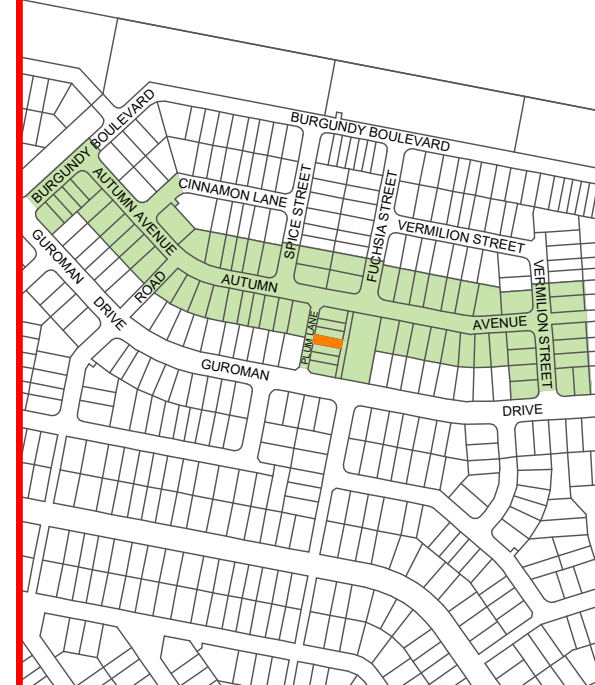 BURGUNDY BOULEVARD
BURGUNDY BOULEVARD
CINNAMON LANE
SPICE STREET
FUCHSIA STREET
VERMILION STREET
AUTUMN AVENUE
GUROMAN
DRIVE
ROAD
AUTUMN
AVENUE
VERMILION STREET
PLUM LANE
GUROMAN
DRIVE